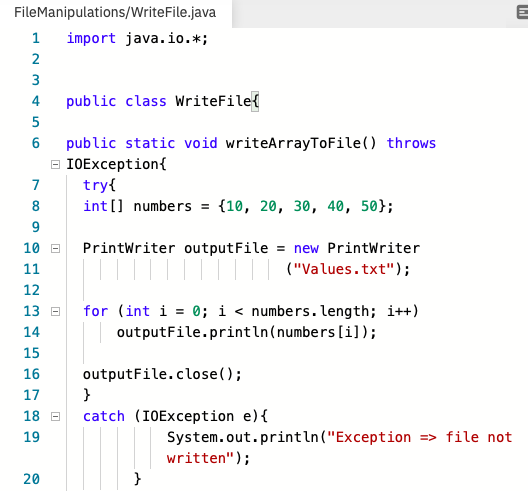 FileManipulations/WriteFile.java
1 import java.io.*;
2
3
4 public class WriteFile{
5
6 public static void writeArrayToFile() throws
IOException{
7 try{
8 int[] numbers = {10, 20, 30, 40, 50};
9
10 PrintWriter outputFile = new PrintWriter
11 ("Values.txt");
12
13 for (int i = 0; i < numbers.length; i++)
14 outputFile.println(numbers[i]);
15
16 outputFile.close();
17 }
18 catch (IOException e){
19 System.out.println("Exception => file not
written");
20 }